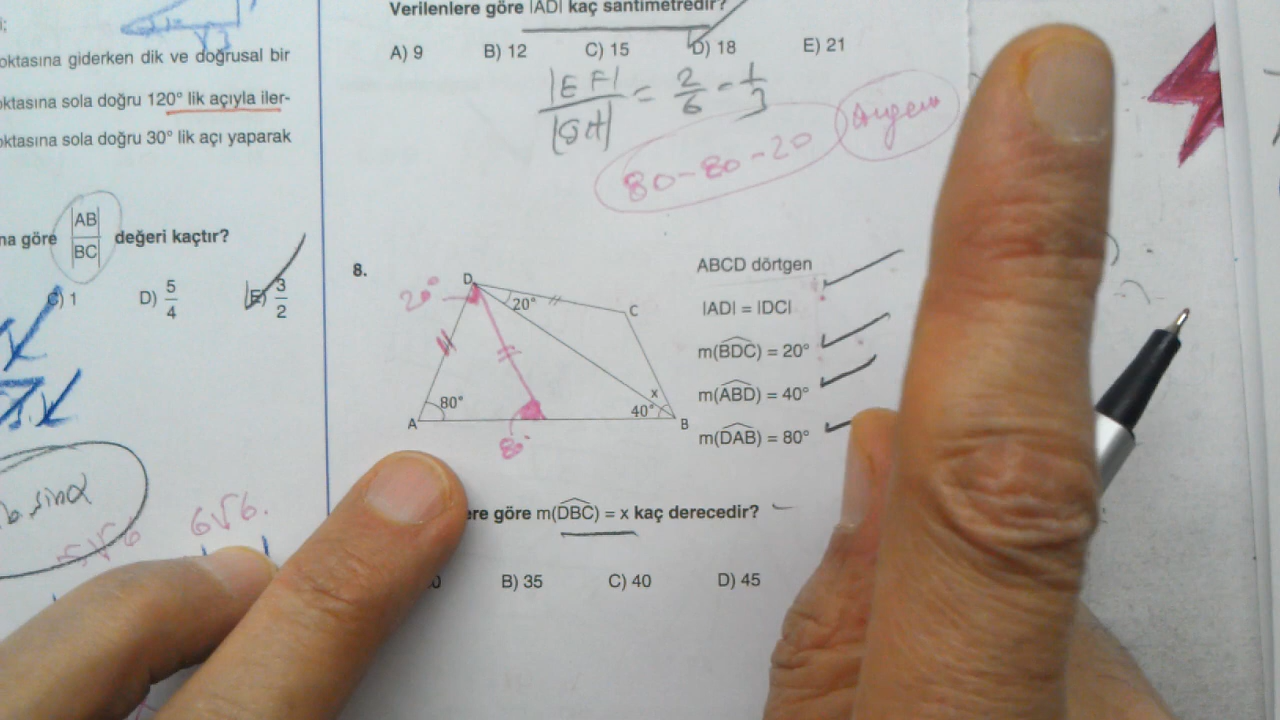 oktasına giderken dik ve doğrusal bir
oktasına sola doğru 120° lik açıyla iler-
oktasına sola doğru 30° lik açı yaparak
na göre |AB| / |BC| değeri kaçtır?
C) 1 D) 5/4 E) 3/2
b.sinα
6√6.
Verilenlere göre |AD| kaç santimetredir?
A) 9 B) 12 C) 15 D) 18 E) 21
|EF| / |GH| = 2/6 = 1/3
80-80-20
8.
D
20°
20°
C
80°
x
40°
A
B
80°
ABCD dörtgen
|AD| = |DC|
m(BDC) = 20°
m(ABD) = 40°
m(DAB) = 80°
ere göre m(DBC) = x kaç derecedir?
0 B) 35 C) 40 D) 45